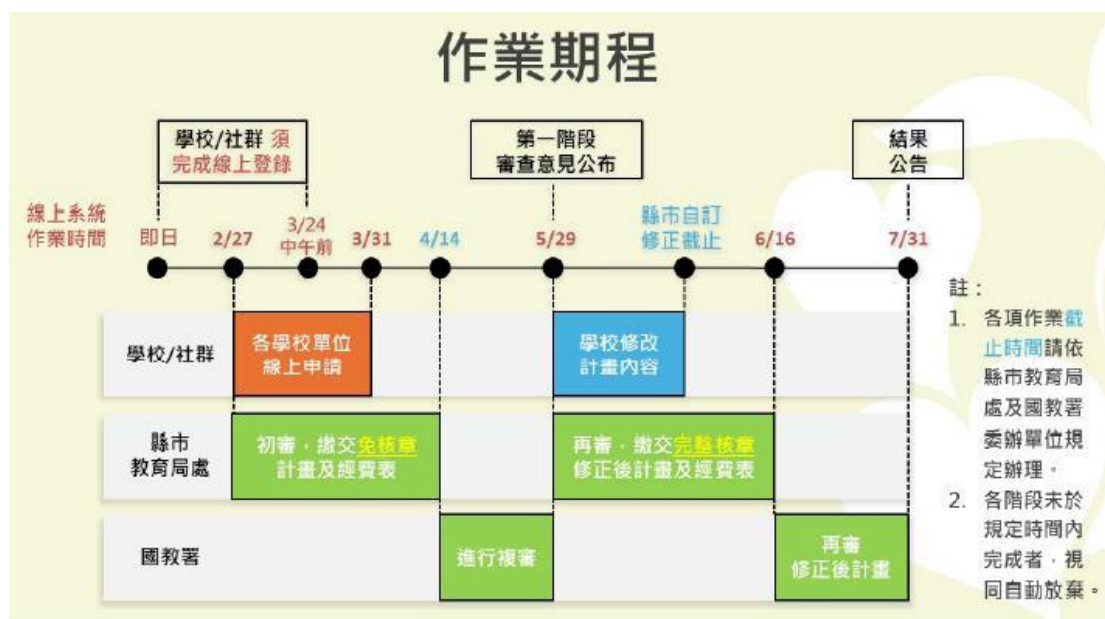 作業期程
學校/社群 須
完成線上登錄
第一階段
審查意見公布
結果
公告
線上系統
作業時間
即日
2/27
3/24
中午前
3/31
4/14
5/29
縣市自訂
修正截止
6/16
7/31
學校/社群
各學校單位
線上申請
學校修改
計畫內容
縣市
教育局處
初審，繳交免核章
計畫及經費表
再審，繳交完整核章
修正後計畫及經費表
國教署
進行複審
再審
修正後計畫
註：
1. 各項作業截
止時間請依
縣市教育局
處及國教署
委辦單位規
定辦理。
2. 各階段未於
規定時間內
完成者，視
同自動放棄。